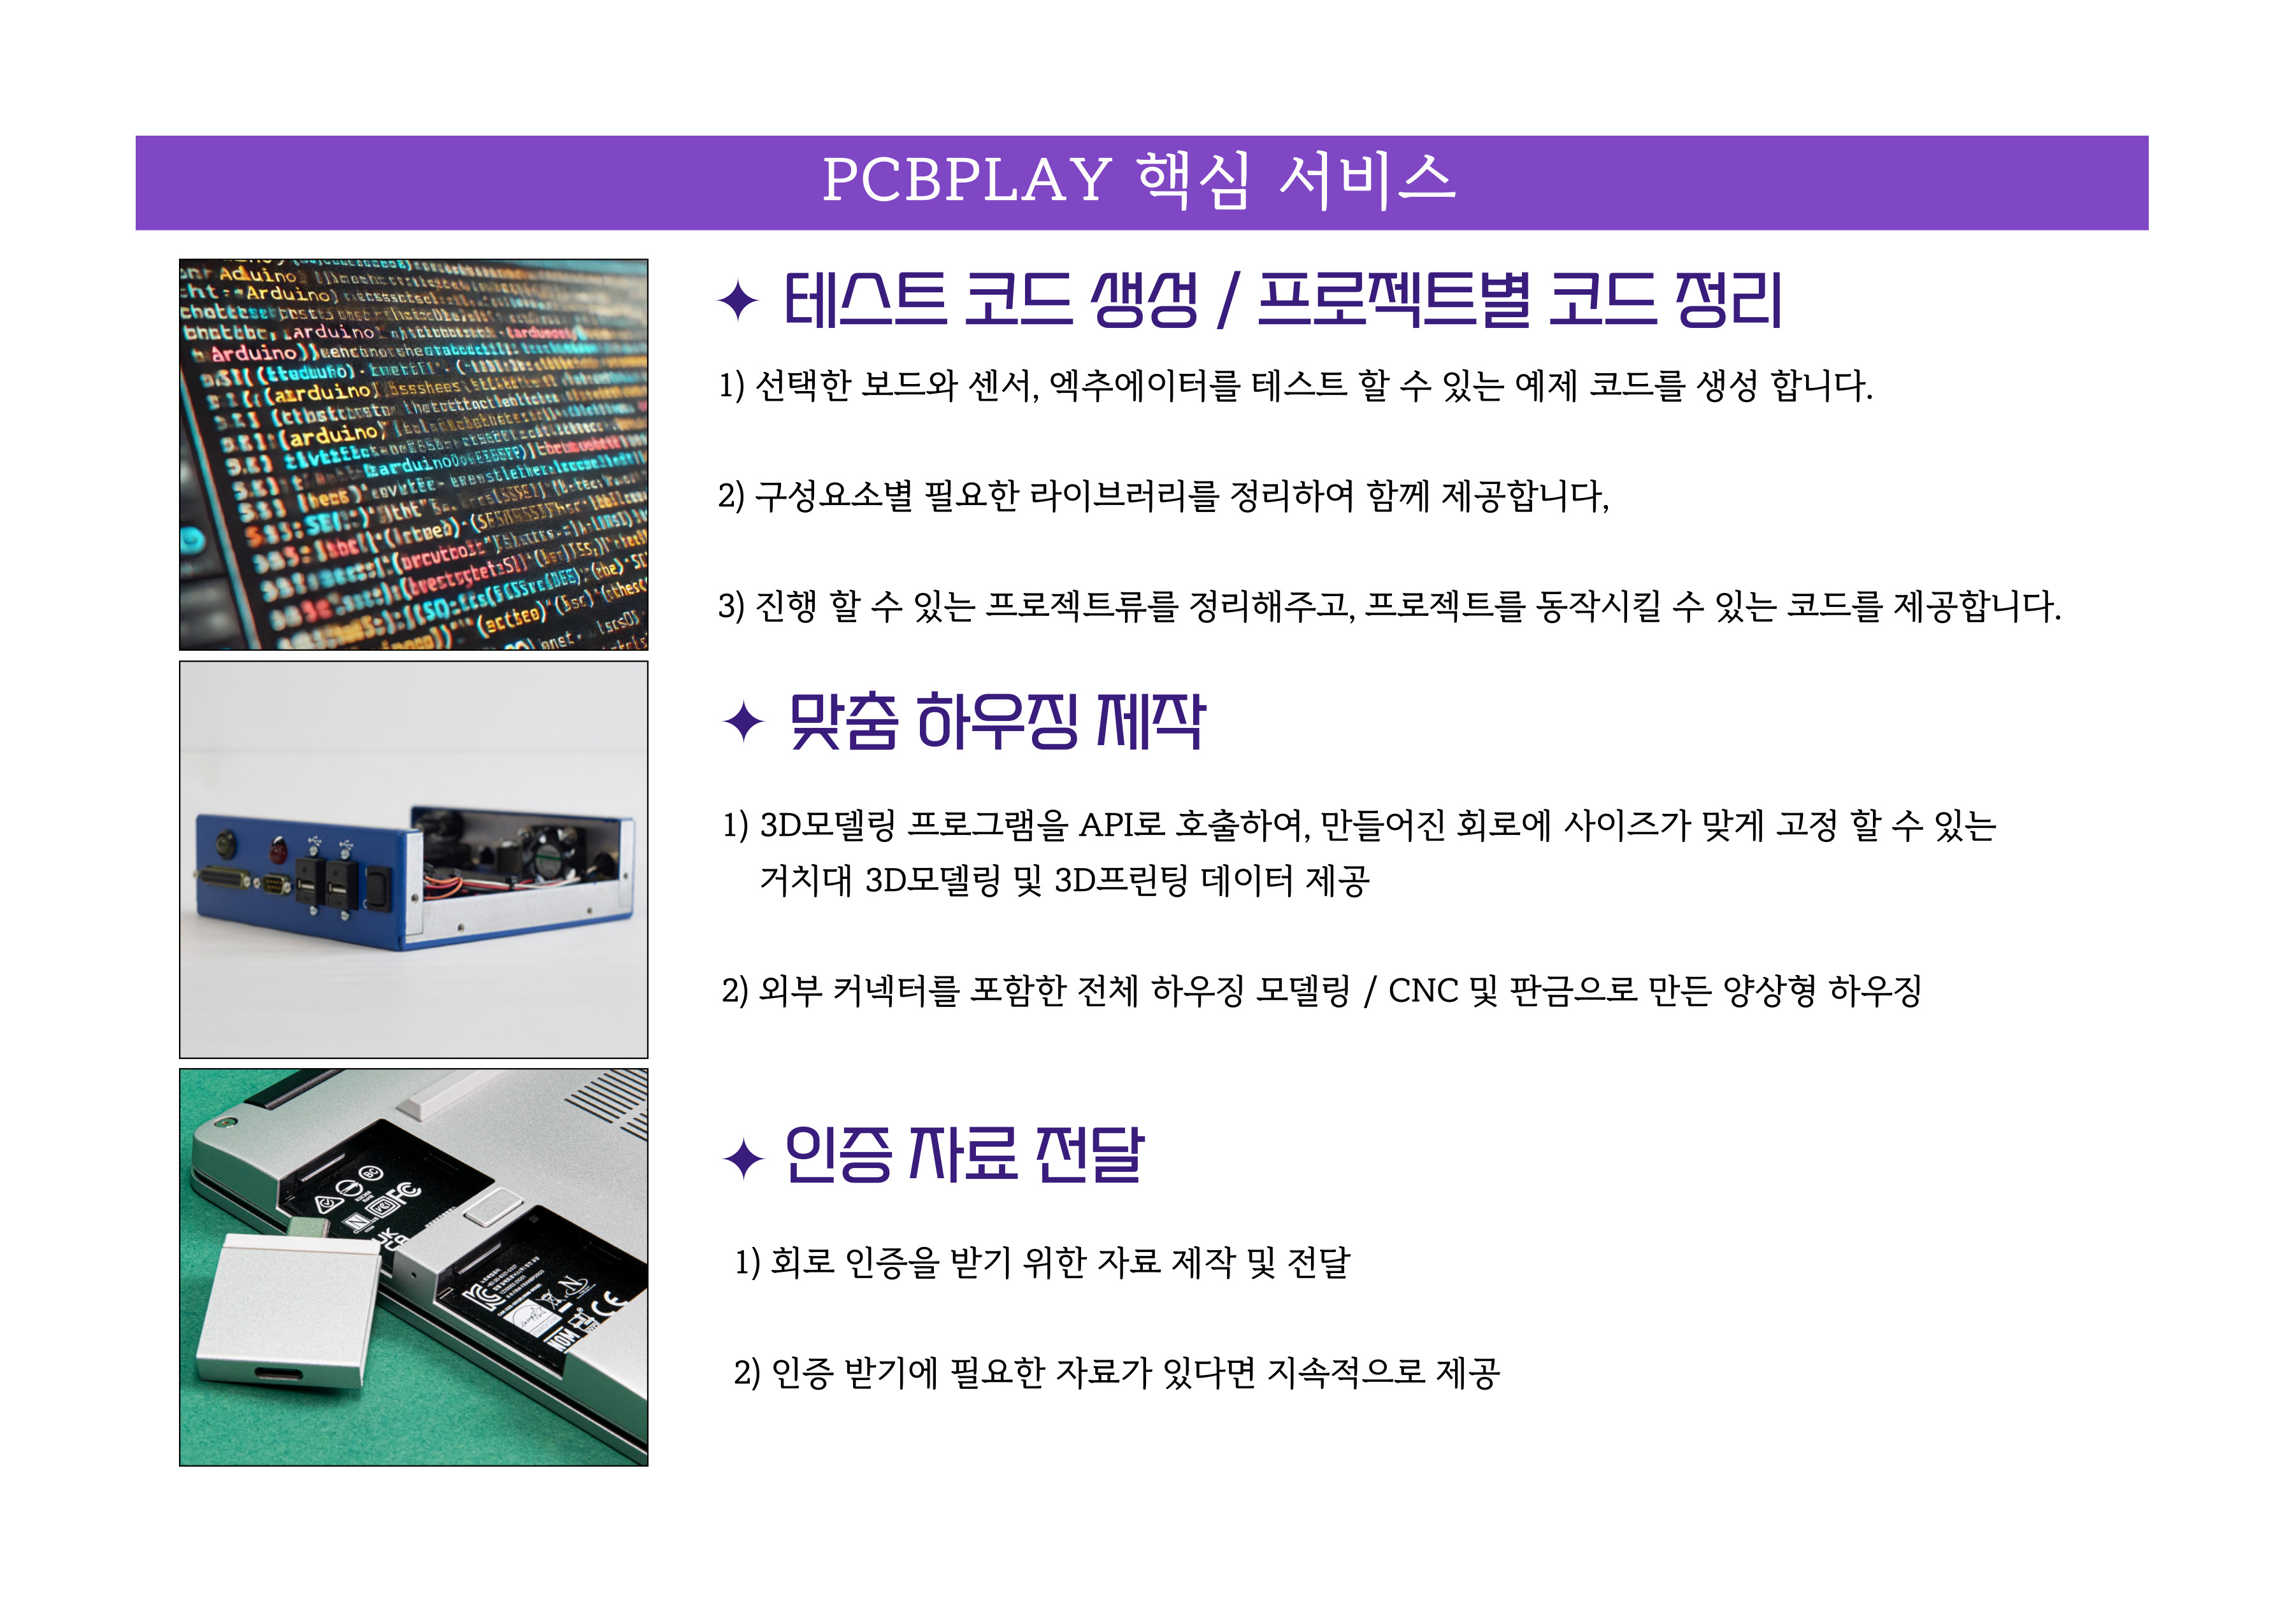 PCBPLAY 핵심 서비스
✦ 테스트 코드 생성 / 프로젝트별 코드 정리
1) 선택한 보드와 센서, 엑추에이터를 테스트 할 수 있는 예제 코드를 생성 합니다.
2) 구성요소별 필요한 라이브러리를 정리하여 함께 제공합니다,
3) 진행 할 수 있는 프로젝트류를 정리해주고, 프로젝트를 동작시킬 수 있는 코드를 제공합니다.
✦ 맞춤 하우징 제작
1) 3D모델링 프로그램을 API로 호출하여, 만들어진 회로에 사이즈가 맞게 고정 할 수 있는
거치대 3D모델링 및 3D프린팅 데이터 제공
2) 외부 커넥터를 포함한 전체 하우징 모델링 / CNC 및 판금으로 만든 양상형 하우징
✦ 인증 자료 전달
1) 회로 인증을 받기 위한 자료 제작 및 전달
2) 인증 받기에 필요한 자료가 있다면 지속적으로 제공
Arduino)
arduino
Arduino))
(arduino)
FC
UK
CA
CE
NOM